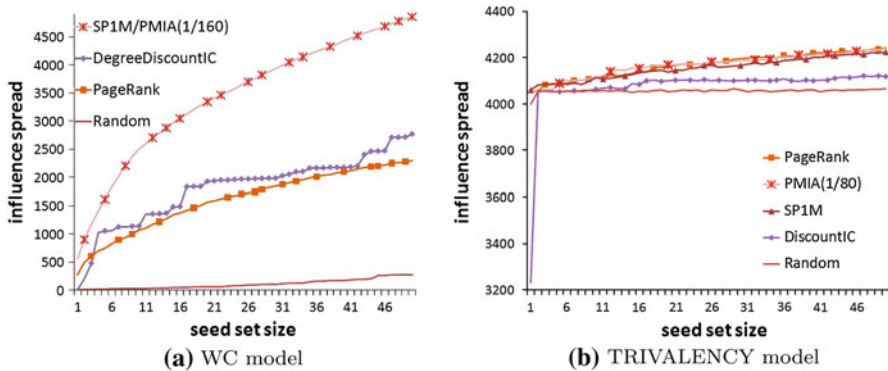 influence spread
4500
4000
3500
3000
2500
2000
1500
1000
500
0
SP1M/PMIA(1/160)
DegreeDiscountIC
PageRank
Random
1 6 11 16 21 26 31 36 41 46
seed set size
(a) WC model
influence spread
4400
4200
4000
3800
3600
3400
3200
PageRank
PMIA(1/80)
SP1M
DiscountIC
Random
1 6 11 16 21 26 31 36 41 46
seed set size
(b) TRIVALENCY model